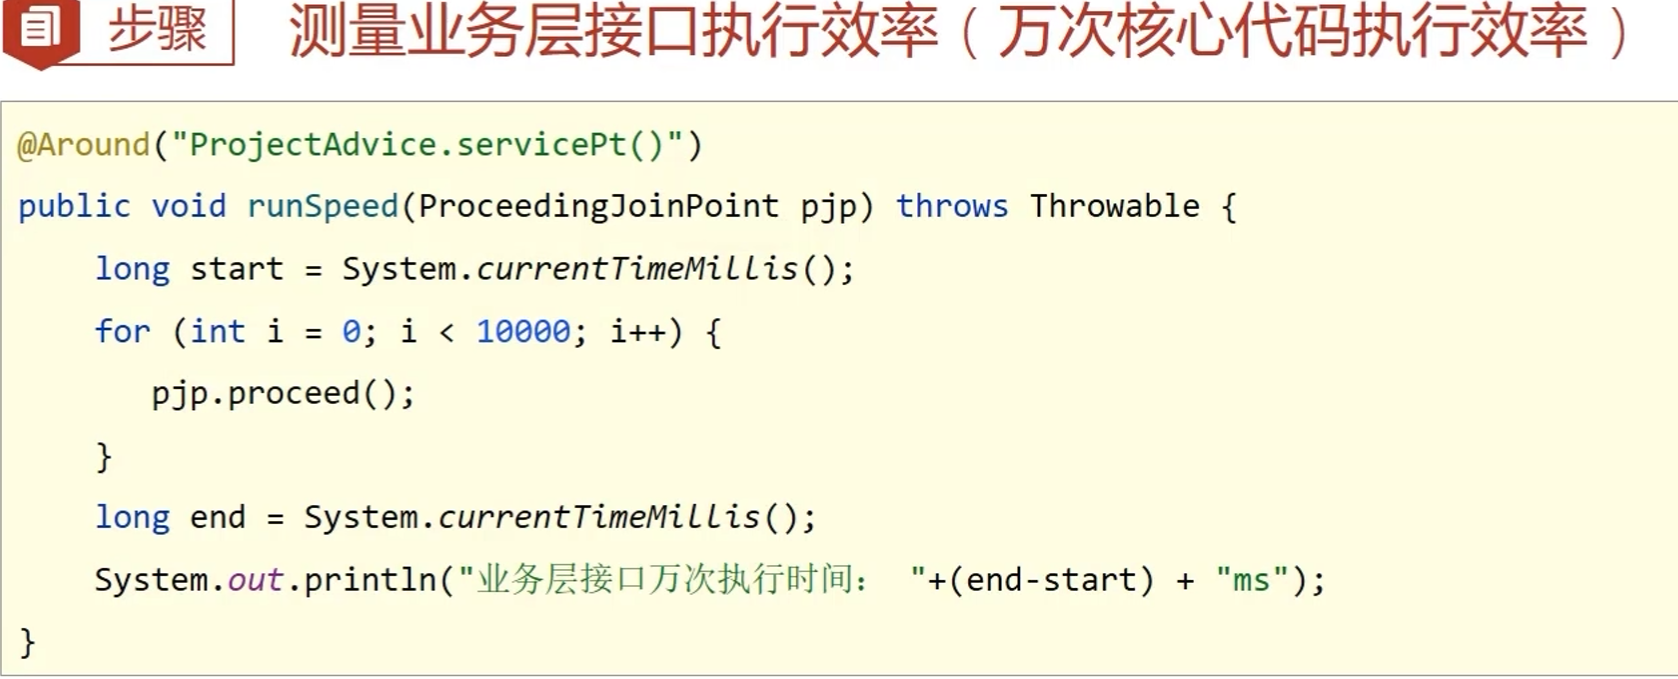 步骤
测量业务层接口执行效率（万次核心代码执行效率）
@Around("ProjectAdvice.servicePt()")
public void runSpeed(ProceedingJoinPoint pjp) throws Throwable {
    long start = System.currentTimeMillis();
    for (int i = 0; i < 10000; i++) {
       pjp.proceed();
    }
    long end = System.currentTimeMillis();
    System.out.println("业务层接口万次执行时间： "+(end-start) + "ms");
}